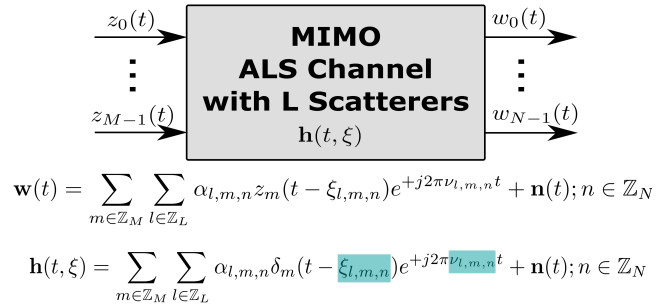 z_0(t) MIMO w_0(t)
ALS Channel
with L Scatterers
z_{M-1}(t) h(t, ξ) w_{N-1}(t)
w(t) = ∑_{m∈ℤ_M} ∑_{l∈ℤ_L} α_{l,m,n} z_m(t − ξ_{l,m,n}) e^{+j2πν_{l,m,n}t} + n(t); n ∈ ℤ_N
h(t, ξ) = ∑_{m∈ℤ_M} ∑_{l∈ℤ_L} α_{l,m,n} δ_m(t − ξ_{l,m,n}) e^{+j2πν_{l,m,n}t} + n(t); n ∈ ℤ_N